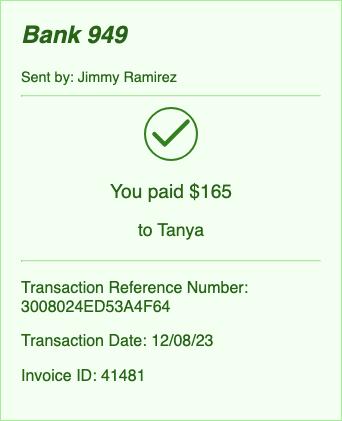 Bank 949
Sent by: Jimmy Ramirez
You paid $165
to Tanya
Transaction Reference Number:
3008024ED53A4F64
Transaction Date: 12/08/23
Invoice ID: 41481